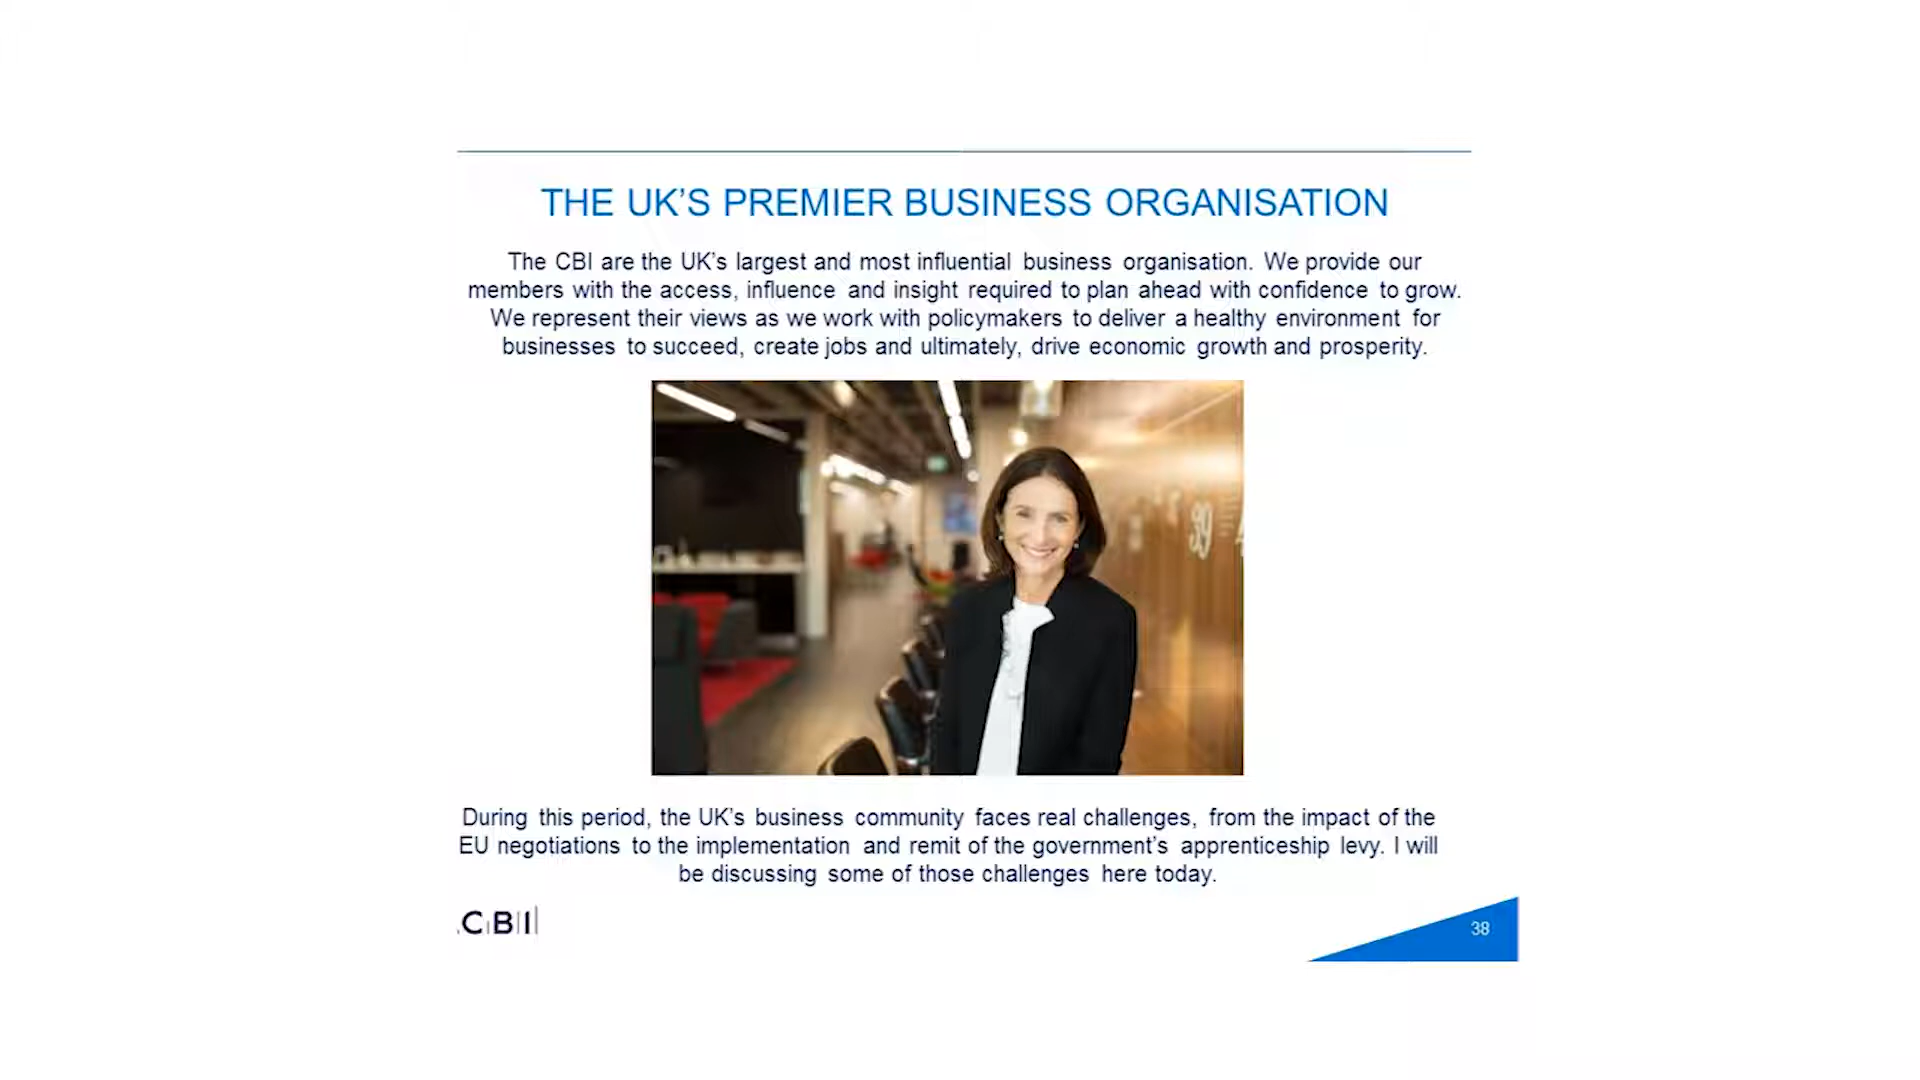 THE UK’S PREMIER BUSINESS ORGANISATION
The CBI are the UK’s largest and most influential business organisation. We provide our
members with the access, influence and insight required to plan ahead with confidence to grow.
We represent their views as we work with policymakers to deliver a healthy environment for
businesses to succeed, create jobs and ultimately, drive economic growth and prosperity.
39
During this period, the UK’s business community faces real challenges, from the impact of the
EU negotiations to the implementation and remit of the government’s apprenticeship levy. I will
be discussing some of those challenges here today.
CBI
38